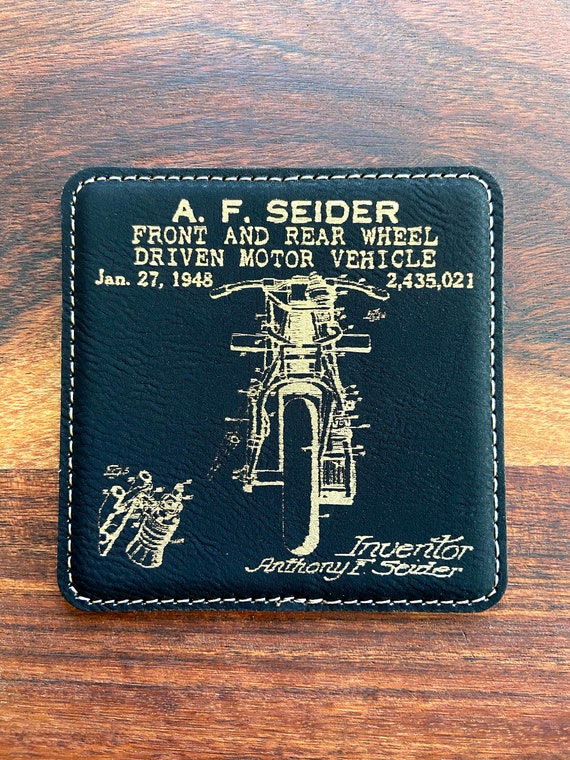 A. F. SEIDER
FRONT AND REAR WHEEL
DRIVEN MOTOR VEHICLE
Jan. 27, 1948 2,435,021
Inventor
Anthony F. Seider